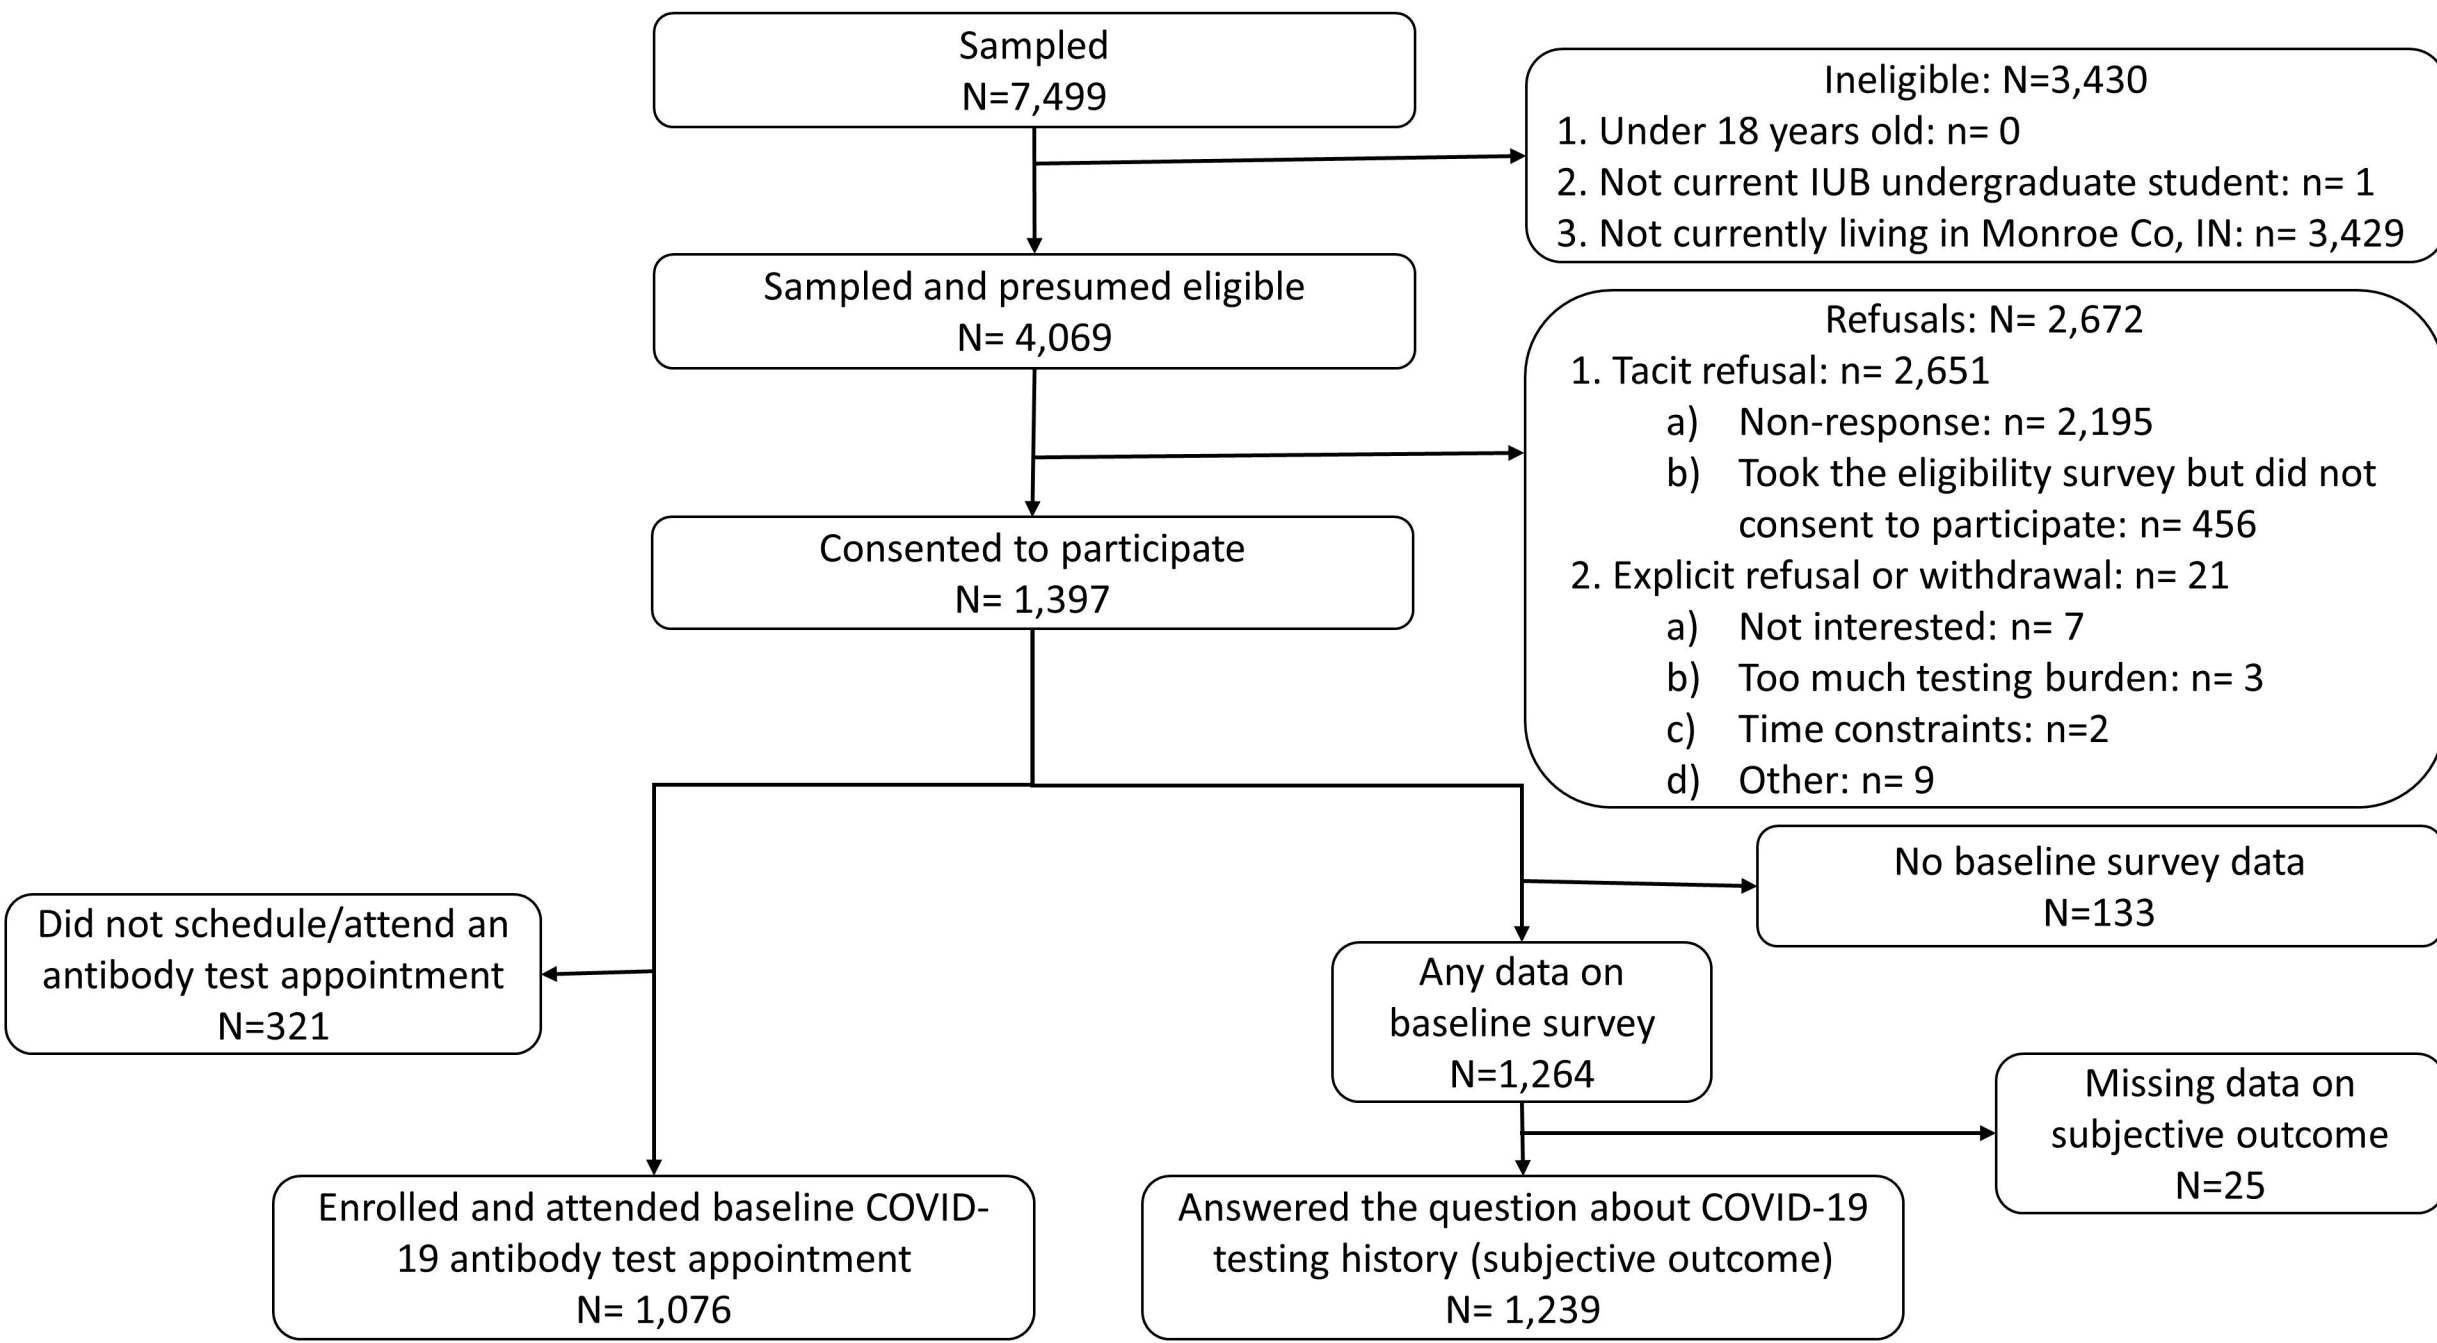 Sampled
N=7,499
Ineligible: N=3,430
1. Under 18 years old: n= 0
2. Not current IUB undergraduate student: n= 1
3. Not currently living in Monroe Co, IN: n= 3,429
Sampled and presumed eligible
N= 4,069
Refusals: N= 2,672
1. Tacit refusal: n= 2,651
a) Non-response: n= 2,195
b) Took the eligibility survey but did not
consent to participate: n= 456
2. Explicit refusal or withdrawal: n= 21
a) Not interested: n= 7
b) Too much testing burden: n= 3
c) Time constraints: n=2
d) Other: n= 9
Consented to participate
N= 1,397
No baseline survey data
N=133
Did not schedule/attend an
antibody test appointment
N=321
Any data on
baseline survey
N=1,264
Missing data on
subjective outcome
N=25
Enrolled and attended baseline COVID-
19 antibody test appointment
N= 1,076
Answered the question about COVID-19
testing history (subjective outcome)
N= 1,239